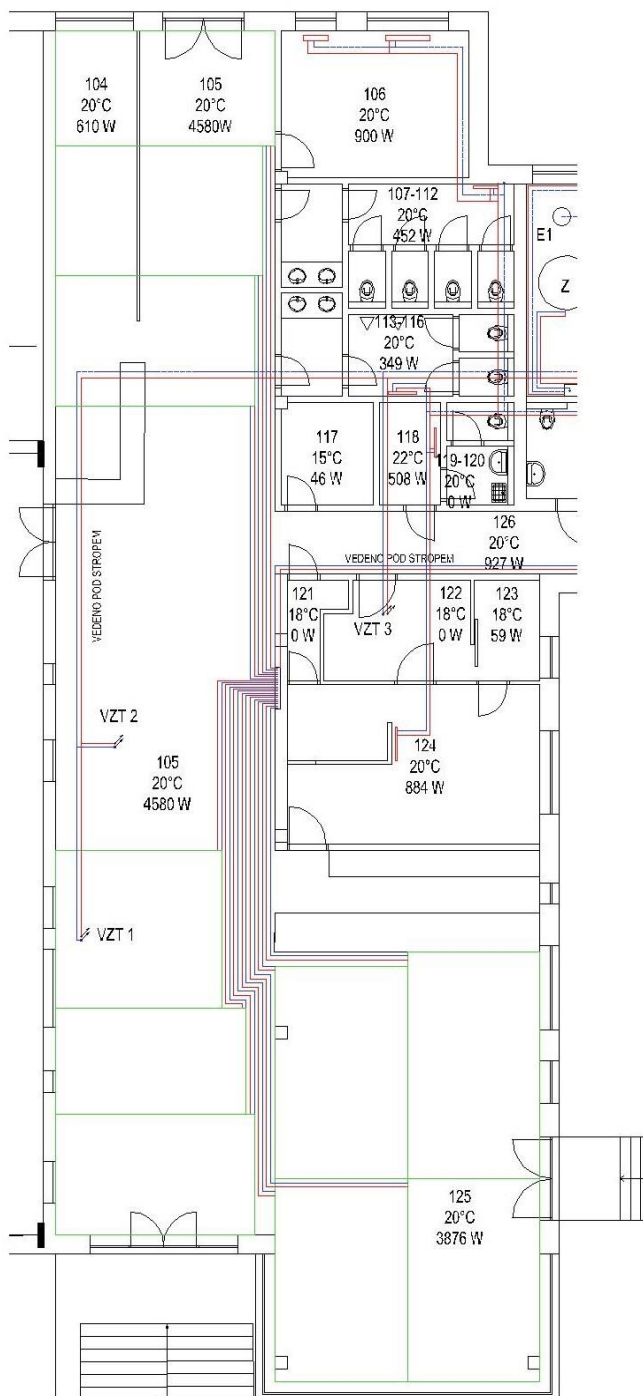 104
20°C
610 W
105
20°C
4580W
106
20°C
900 W
107-112
20°C
452 W
E1
Z
113-116
20°C
349 W
117
15°C
46 W
118
22°C
508 W
119-120
20°C
0 W
126
20°C
927 W
VEDENO POD STROPEM
VEDENO POD STROPEM
121
18°C
0 W
VZT 3
122
18°C
0 W
123
18°C
59 W
VZT 2
105
20°C
4580 W
124
20°C
884 W
VZT 1
125
20°C
3876 W